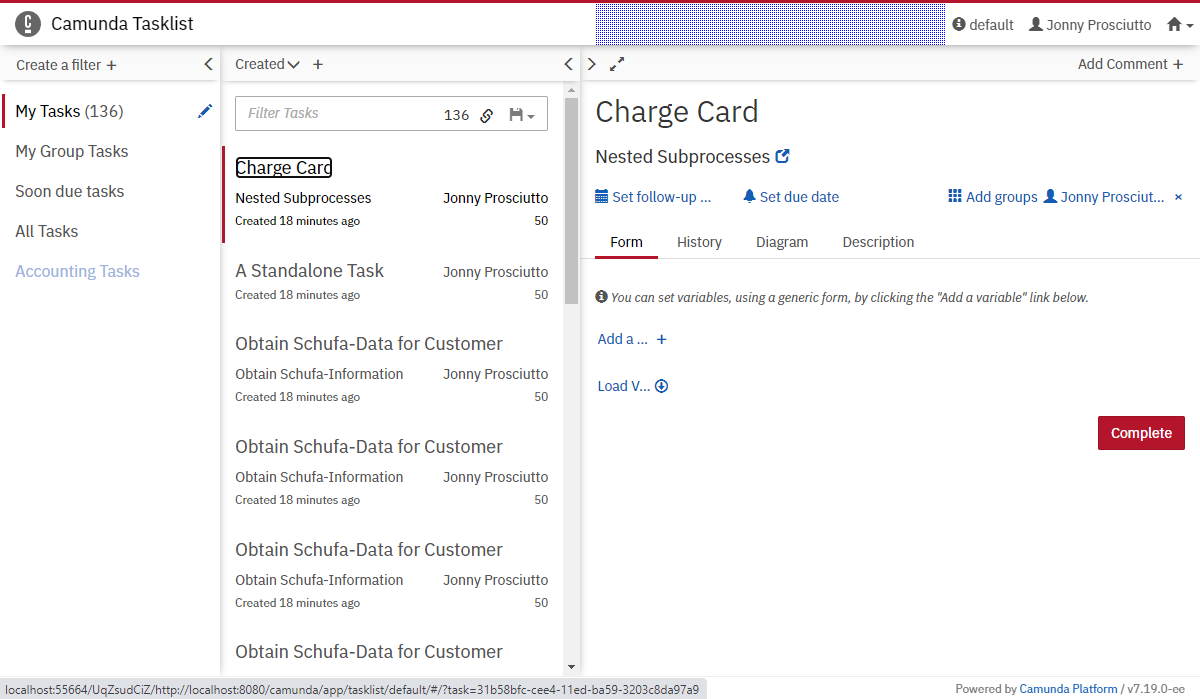 Camunda Tasklist
default
Jonny Prosciutto
Create a filter +
Created
+
Add Comment +
My Tasks (136)
My Group Tasks
Soon due tasks
All Tasks
Accounting Tasks
Filter Tasks
136
Charge Card
Nested Subprocesses
Jonny Prosciutto
Created 18 minutes ago
50
A Standalone Task
Jonny Prosciutto
Created 18 minutes ago
50
Obtain Schufa-Data for Customer
Obtain Schufa-Information
Jonny Prosciutto
Created 18 minutes ago
50
Obtain Schufa-Data for Customer
Obtain Schufa-Information
Jonny Prosciutto
Created 18 minutes ago
50
Obtain Schufa-Data for Customer
Obtain Schufa-Information
Jonny Prosciutto
Created 18 minutes ago
50
Obtain Schufa-Data for Customer
Charge Card
Nested Subprocesses
Set follow-up ...
Set due date
Add groups
Jonny Prosciut... ×
Form
History
Diagram
Description
You can set variables, using a generic form, by clicking the "Add a variable" link below.
Add a ... +
Load V...
Complete
localhost:55664/UqZsudCiZ/http://localhost:8080/camunda/app/tasklist/default/#/?task=31b58bfc-cee4-11ed-ba59-3203c8da97a9
Powered by Camunda Platform / v7.19.0-ee